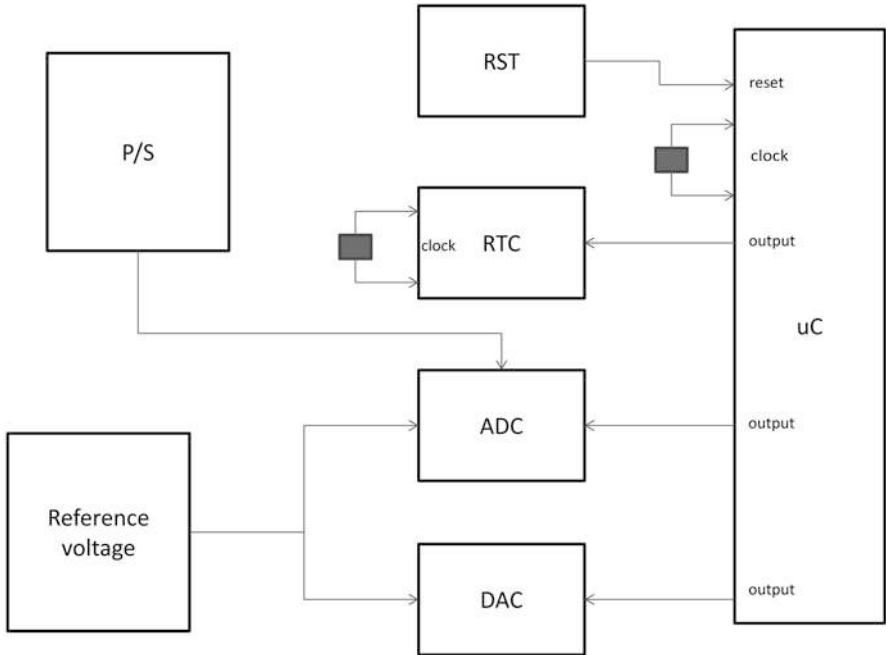 RST
reset
P/S
clock
clock
RTC
output
uC
ADC
output
Reference
voltage
DAC
output